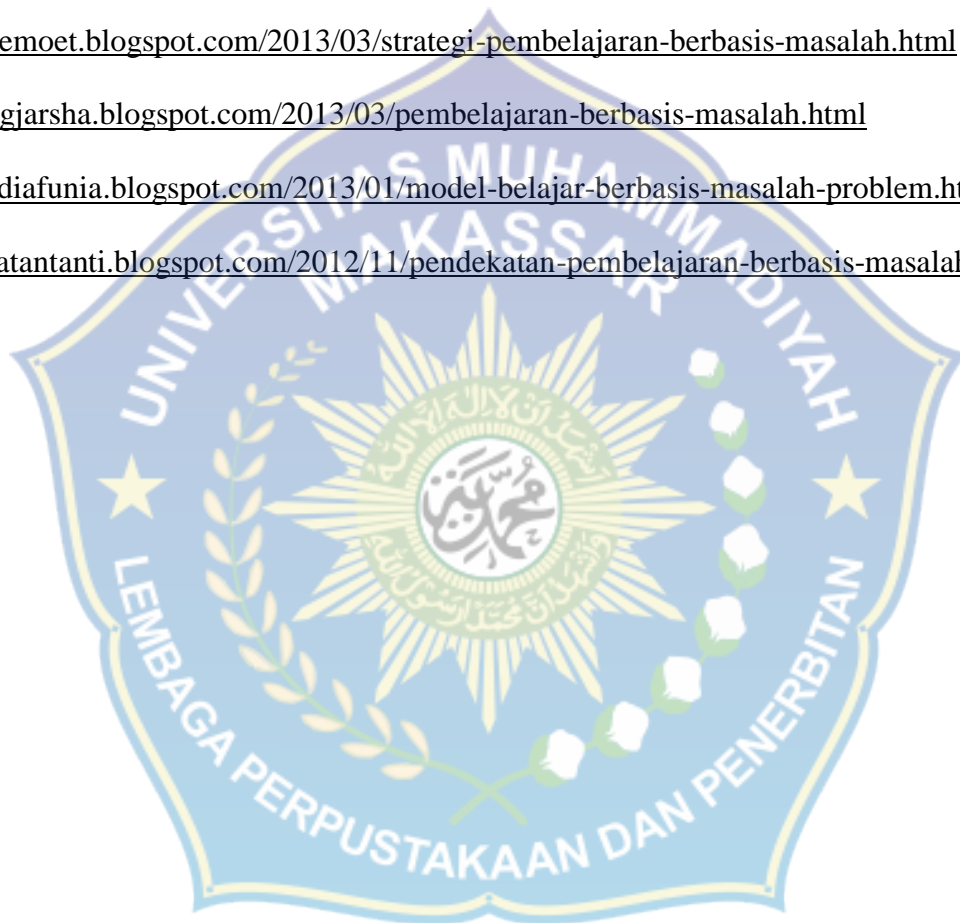 emoet.blogspot.com/2013/03/strategi-pembelajaran-berbasis-masalah.html
gjarsha.blogspot.com/2013/03/pembelajaran-berbasis-masalah.html
diafunia.blogspot.com/2013/01/model-belajar-berbasis-masalah-problem.ht
atantanti.blogspot.com/2012/11/pendekatan-pembelajaran-berbasis-masalah
UNIVERSITAS MUHAMMADIYAH
MAKASSAR
محمد
LEMBAGA PERPUSTAKAAN DAN PENERBITAN